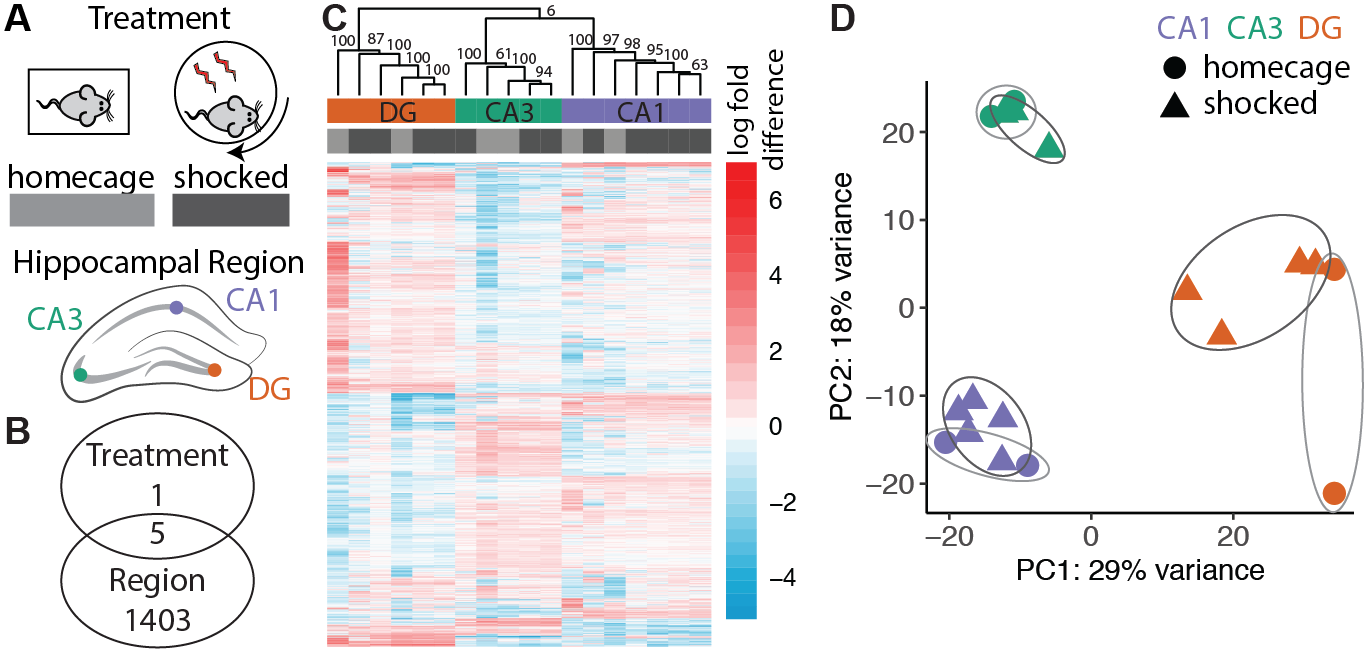 A
Treatment
homecage
shocked
Hippocampal Region
CA3
CA1
DG
B
Treatment
1
5
Region
1403
C
6
100
87
100
100
100
100
61
100
94
100
97
98
95
100
63
DG
CA3
CA1
log fold
difference
6
4
2
0
−2
−4
D
CA1 CA3 DG
homecage
shocked
PC2: 18% variance
20
10
0
−10
−20
−20
0
20
PC1: 29% variance